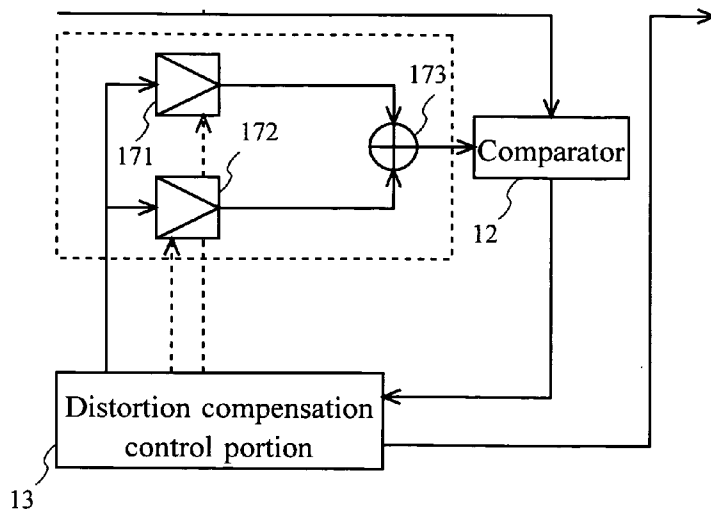 173
171
172
Comparator
12
Distortion compensation
control portion
13